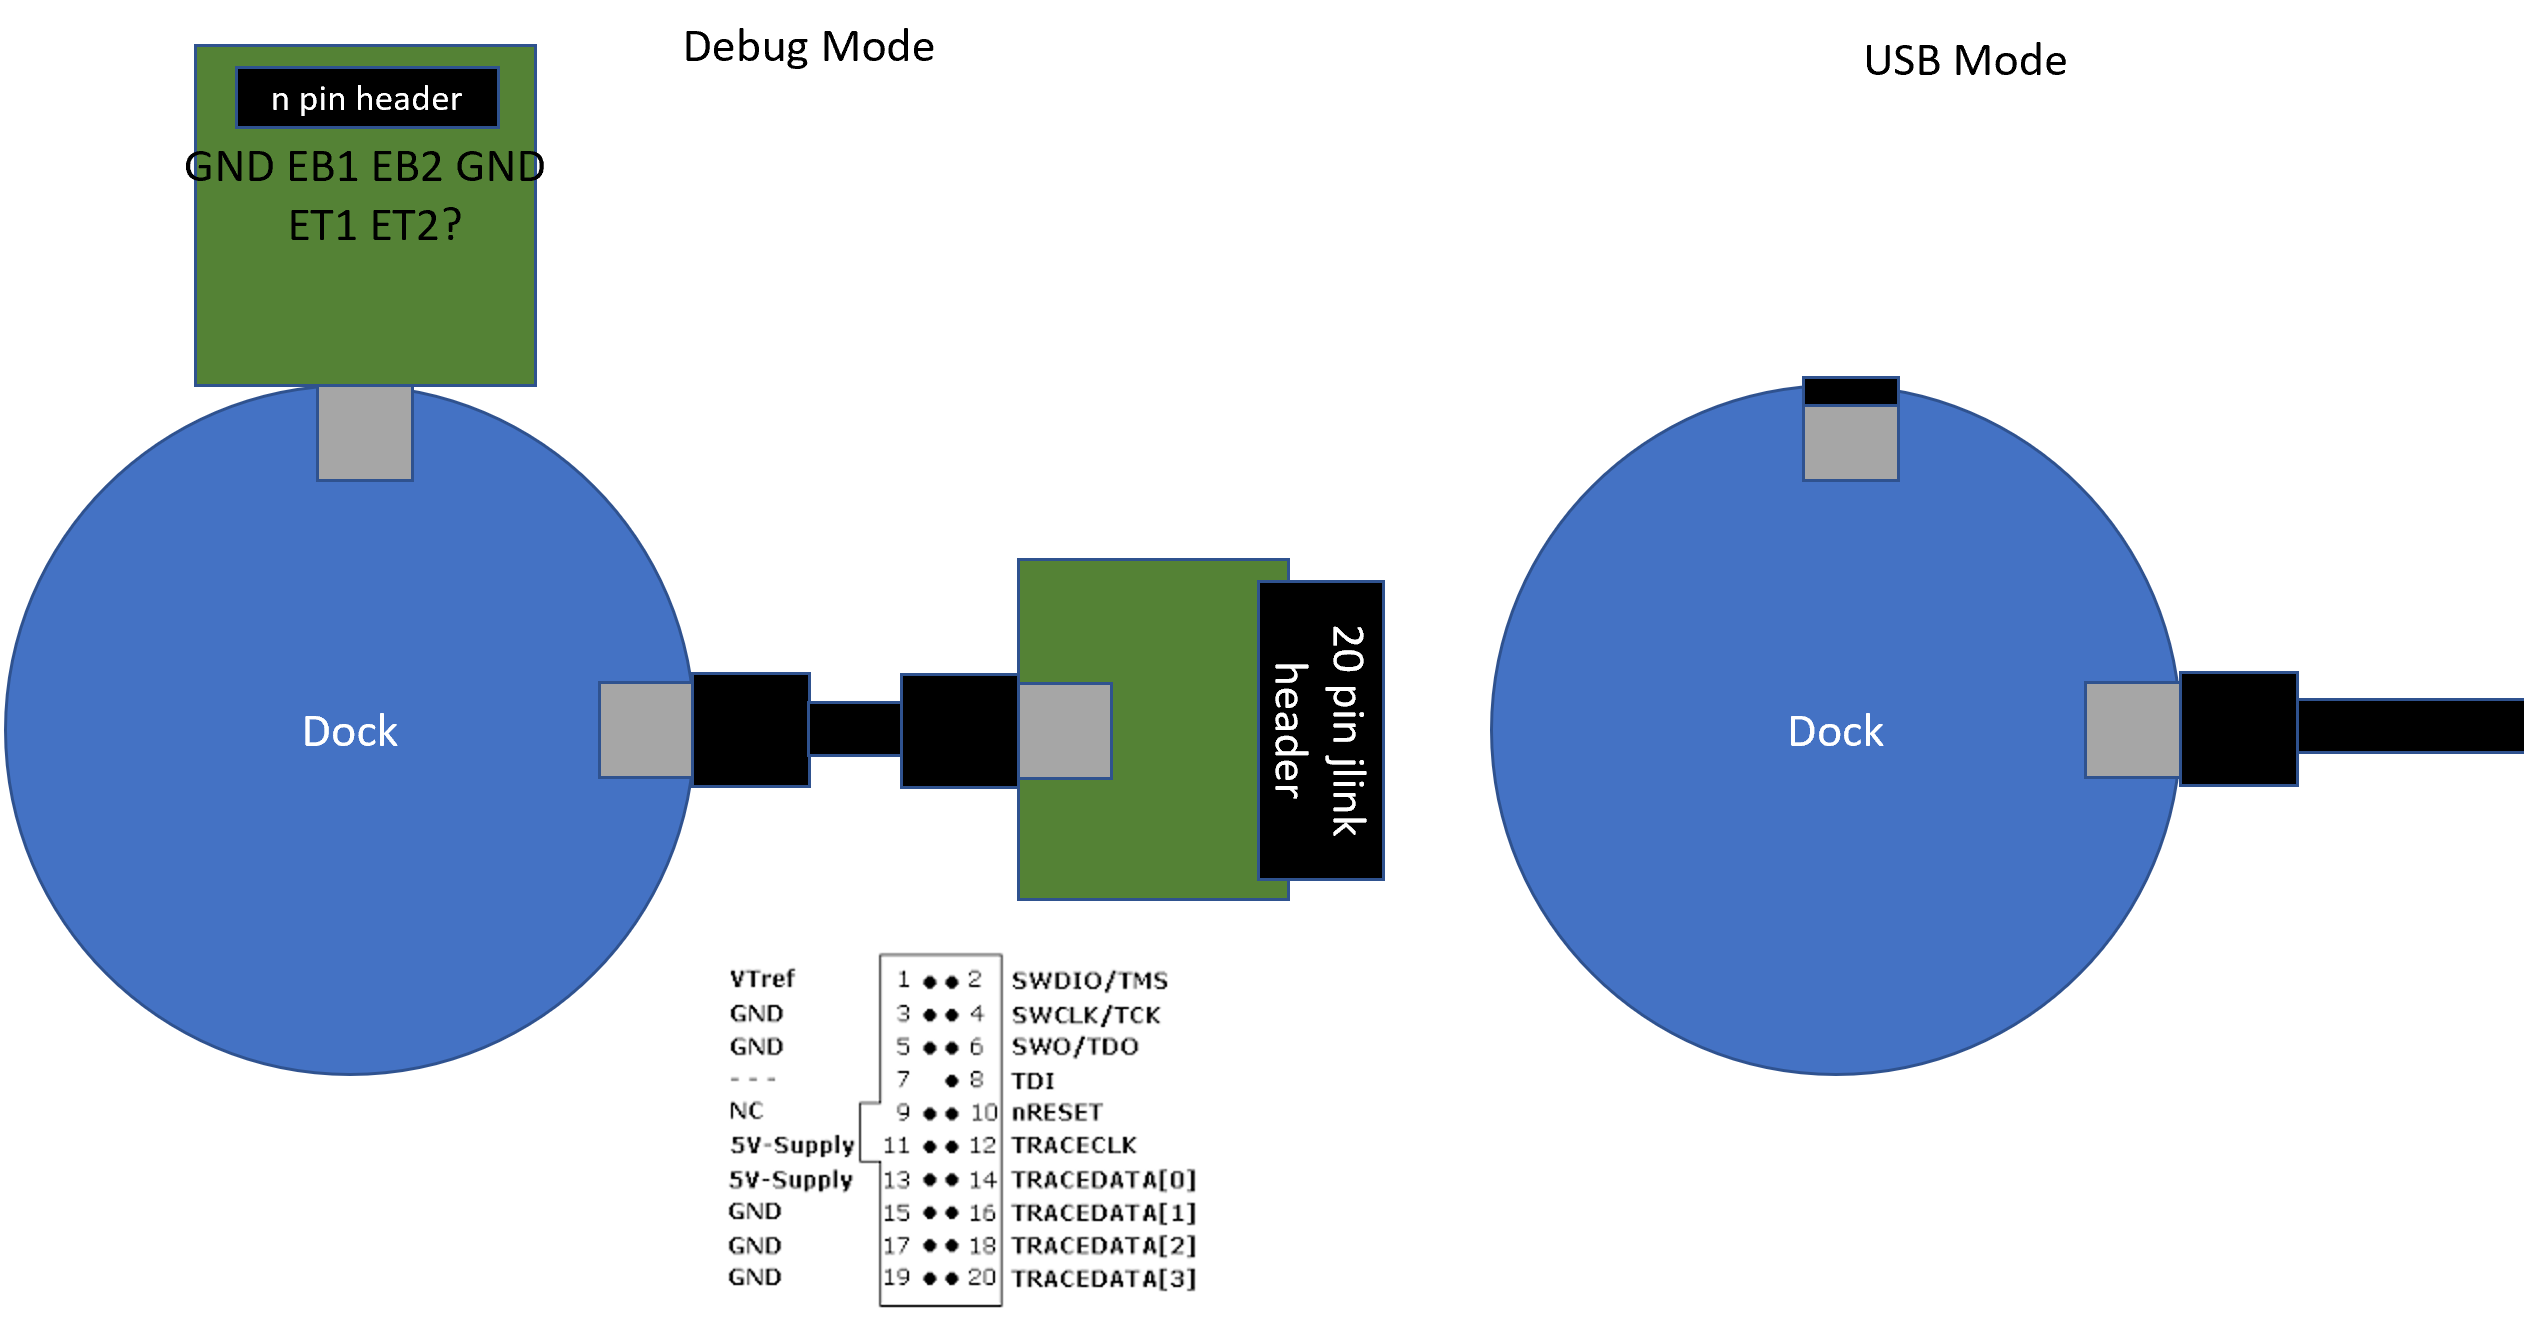 Debug Mode
USB Mode
n pin header
GND EB1 EB2 GND
ET1 ET2?
Dock
20 pin jlink
header
Dock
VTref 1 2 SWDIO/TMS
GND 3 4 SWCLK/TCK
GND 5 6 SWO/TDO
--- 7 8 TDI
NC 9 10 nRESET
5V-Supply 11 12 TRACECLK
5V-Supply 13 14 TRACEDATA[0]
GND 15 16 TRACEDATA[1]
GND 17 18 TRACEDATA[2]
GND 19 20 TRACEDATA[3]